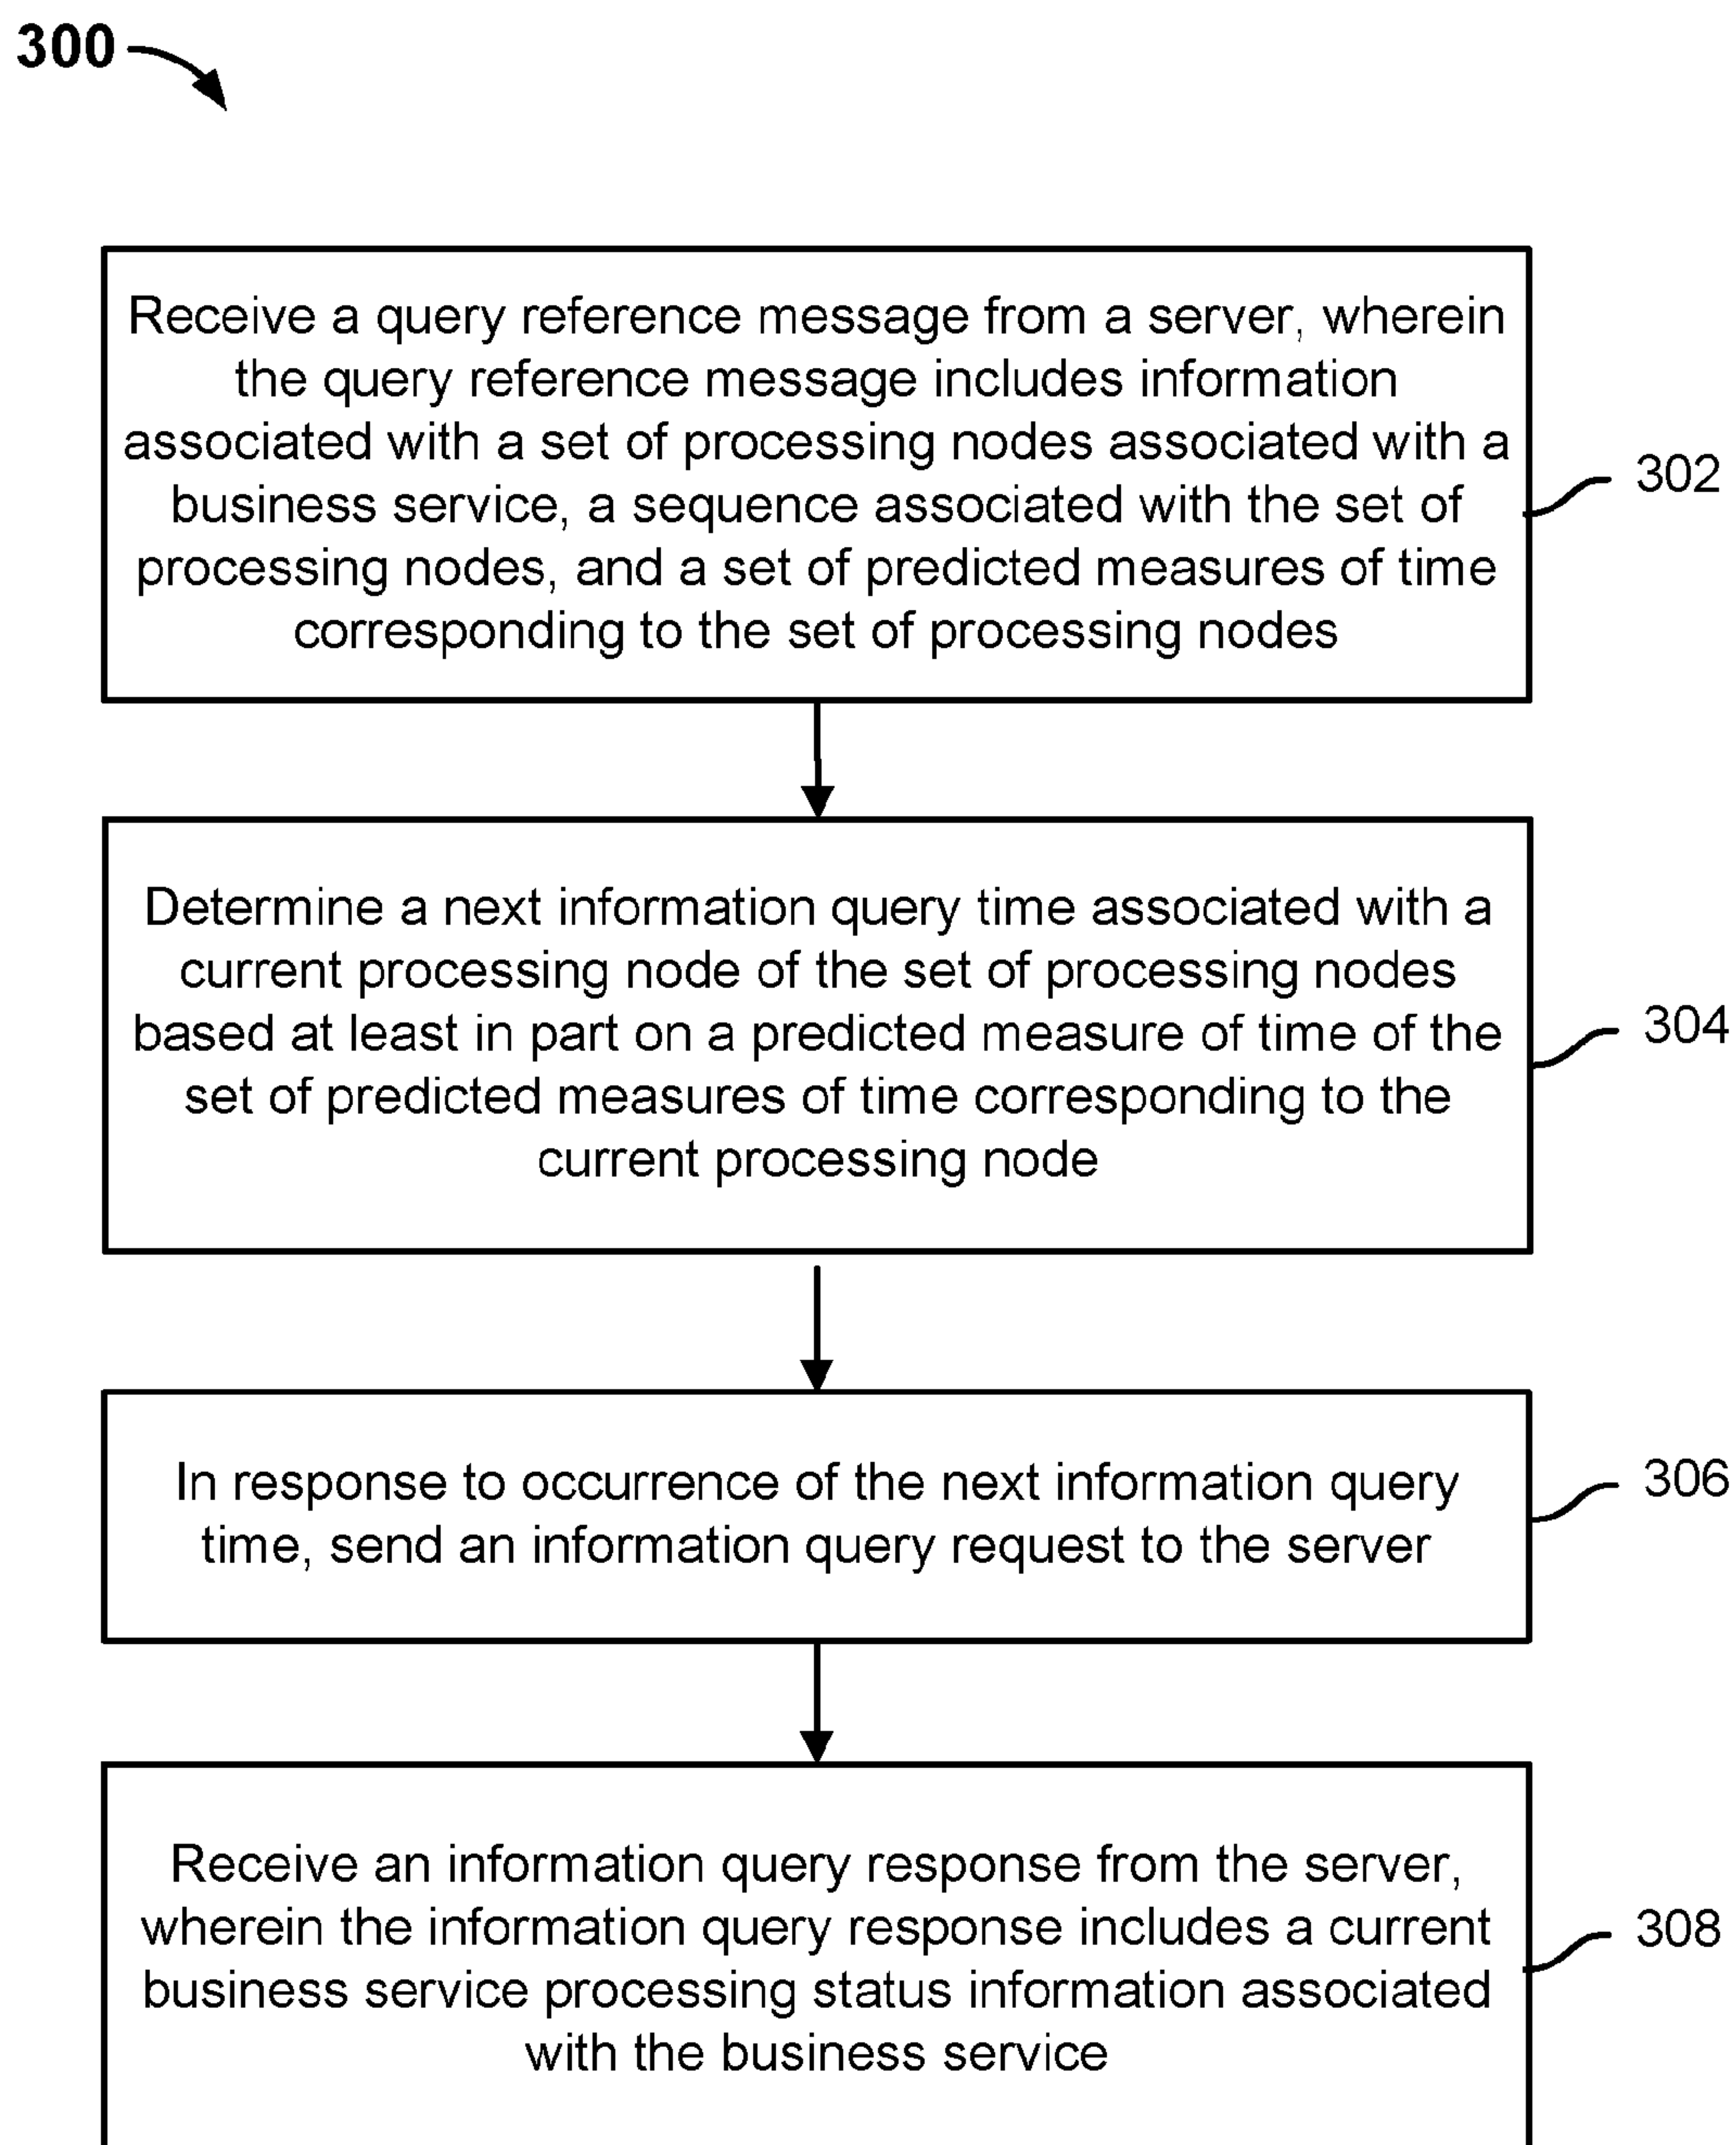 300
Receive a query reference message from a server, wherein
the query reference message includes information
associated with a set of processing nodes associated with a
business service, a sequence associated with the set of
processing nodes, and a set of predicted measures of time
corresponding to the set of processing nodes
302
Determine a next information query time associated with a
current processing node of the set of processing nodes
based at least in part on a predicted measure of time of the
set of predicted measures of time corresponding to the
current processing node
304
In response to occurrence of the next information query
time, send an information query request to the server
306
Receive an information query response from the server,
wherein the information query response includes a current
business service processing status information associated
with the business service
308